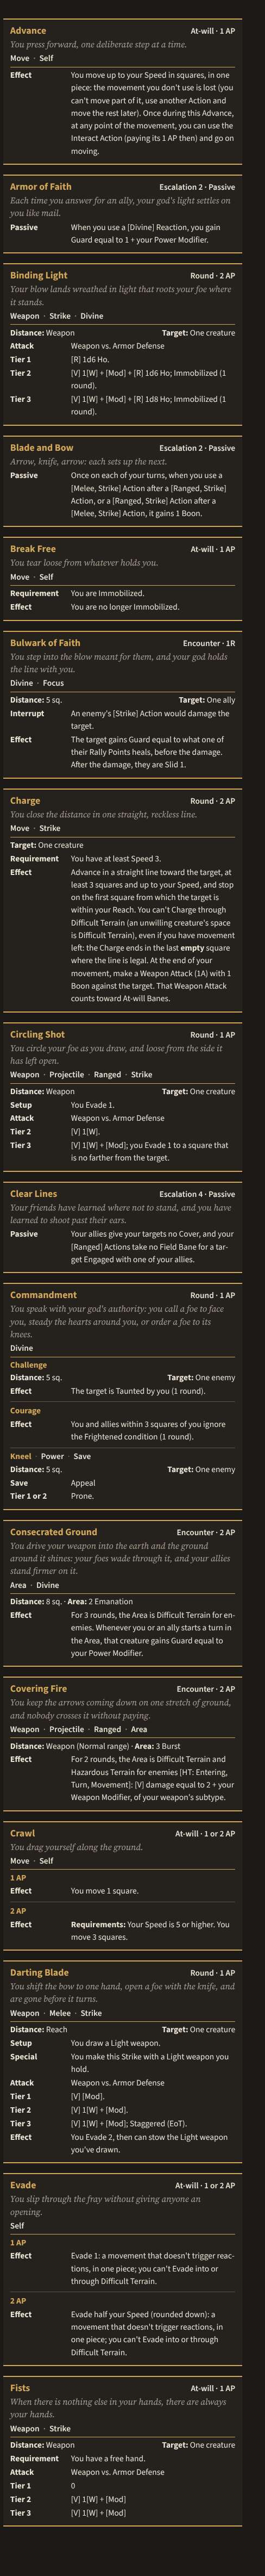 Advance At-will · 1 AP
You press forward, one deliberate step at a time.
Move · Self
Effect You move up to your Speed in squares, in one
piece: the movement you don't use is lost (you
can't move part of it, use another Action and
move the rest later). Once during this Advance,
at any point of the movement, you can use the
Interact Action (paying its 1 AP then) and go on
moving.
Armor of Faith Escalation 2 · Passive
Each time you answer for an ally, your god's light settles on
you like mail.
Passive When you use a [Divine] Reaction, you gain
Guard equal to 1 + your Power Modifier.
Binding Light Round · 2 AP
Your blow lands wreathed in light that roots your foe where
it stands.
Weapon · Strike · Divine
Distance: Weapon Target: One creature
Attack Weapon vs. Armor Defense
Tier 1 [R] 1d6 Ho.
Tier 2 [V] 1[W] + [Mod] + [R] 1d6 Ho; Immobilized (1
round).
Tier 3 [V] 1[W] + [Mod] + [R] 1d8 Ho; Immobilized (1
round).
Blade and Bow Escalation 2 · Passive
Arrow, knife, arrow: each sets up the next.
Passive Once on each of your turns, when you use a
[Melee, Strike] Action after a [Ranged, Strike]
Action, or a [Ranged, Strike] Action after a
[Melee, Strike] Action, it gains 1 Boon.
Break Free At-will · 1 AP
You tear loose from whatever holds you.
Move · Self
Requirement You are Immobilized.
Effect You are no longer Immobilized.
Bulwark of Faith Encounter · 1R
You step into the blow meant for them, and your god holds
the line with you.
Divine · Focus
Distance: 5 sq. Target: One ally
Interrupt An enemy's [Strike] Action would damage the
target.
Effect The target gains Guard equal to what one of
their Rally Points heals, before the damage.
After the damage, they are Slid 1.
Charge Round · 2 AP
You close the distance in one straight, reckless line.
Move · Strike
Target: One creature
Requirement You have at least Speed 3.
Effect Advance in a straight line toward the target, at
least 3 squares and up to your Speed, and stop
on the first square from which the target is
within your Reach. You can't Charge through
Difficult Terrain (an unwilling creature's space
is Difficult Terrain), even if you have movement
left: the Charge ends in the last empty square
where the line is legal. At the end of your
movement, make a Weapon Attack (1A) with 1
Boon against the target. That Weapon Attack
counts toward At-will Banes.
Circling Shot Round · 1 AP
You circle your foe as you draw, and loose from the side it
has left open.
Weapon · Projectile · Ranged · Strike
Distance: Weapon Target: One creature
Setup You Evade 1.
Attack Weapon vs. Armor Defense
Tier 2 [V] 1[W].
Tier 3 [V] 1[W] + [Mod]; you Evade 1 to a square that
is no farther from the target.
Clear Lines Escalation 4 · Passive
Your friends have learned where not to stand, and you have
learned to shoot past their ears.
Passive Your allies give your targets no Cover, and your
[Ranged] Actions take no Field Bane for a tar-
get Engaged with one of your allies.
Commandment Round · 1 AP
You speak with your god's authority: you call a foe to face
you, steady the hearts around you, or order a foe to its
knees.
Divine
Challenge
Distance: 5 sq. Target: One enemy
Effect The target is Taunted by you (1 round).
Courage
Effect You and allies within 3 squares of you ignore
the Frightened condition (1 round).
Kneel · Power · Save
Distance: 5 sq. Target: One enemy
Save Appeal
Tier 1 or 2 Prone.
Consecrated Ground Encounter · 2 AP
You drive your weapon into the earth and the ground
around it shines: your foes wade through it, and your allies
stand firmer on it.
Area · Divine
Distance: 8 sq. · Area: 2 Emanation
Effect For 3 rounds, the Area is Difficult Terrain for en-
emies. Whenever you or an ally starts a turn in
the Area, that creature gains Guard equal to
your Power Modifier.
Covering Fire Encounter · 2 AP
You keep the arrows coming down on one stretch of ground,
and nobody crosses it without paying.
Weapon · Projectile · Ranged · Area
Distance: Weapon (Normal range) · Area: 3 Burst
Effect For 2 rounds, the Area is Difficult Terrain and
Hazardous Terrain for enemies [HT: Entering,
Turn, Movement]: [V] damage equal to 2 + your
Weapon Modifier, of your weapon's subtype.
Crawl At-will · 1 or 2 AP
You drag yourself along the ground.
Move · Self
1 AP
Effect You move 1 square.
2 AP
Effect Requirements: Your Speed is 5 or higher. You
move 3 squares.
Darting Blade Round · 1 AP
You shift the bow to one hand, open a foe with the knife, and
are gone before it turns.
Weapon · Melee · Strike
Distance: Reach Target: One creature
Setup You draw a Light weapon.
Special You make this Strike with a Light weapon you
hold.
Attack Weapon vs. Armor Defense
Tier 1 [V] [Mod].
Tier 2 [V] 1[W] + [Mod].
Tier 3 [V] 1[W] + [Mod]; Staggered (EoT).
Effect You Evade 2, then can stow the Light weapon
you've drawn.
Evade At-will · 1 or 2 AP
You slip through the fray without giving anyone an
opening.
Self
1 AP
Effect Evade 1: a movement that doesn't trigger reac-
tions, in one piece; you can't Evade into or
through Difficult Terrain.
2 AP
Effect Evade half your Speed (rounded down): a
movement that doesn't trigger reactions, in
one piece; you can't Evade into or through
Difficult Terrain.
Fists At-will · 1 AP
When there is nothing else in your hands, there are always
your hands.
Weapon · Strike
Distance: Weapon Target: One creature
Requirement You have a free hand.
Attack Weapon vs. Armor Defense
Tier 1 0
Tier 2 [V] 1[W] + [Mod]
Tier 3 [V] 1[W] + [Mod]